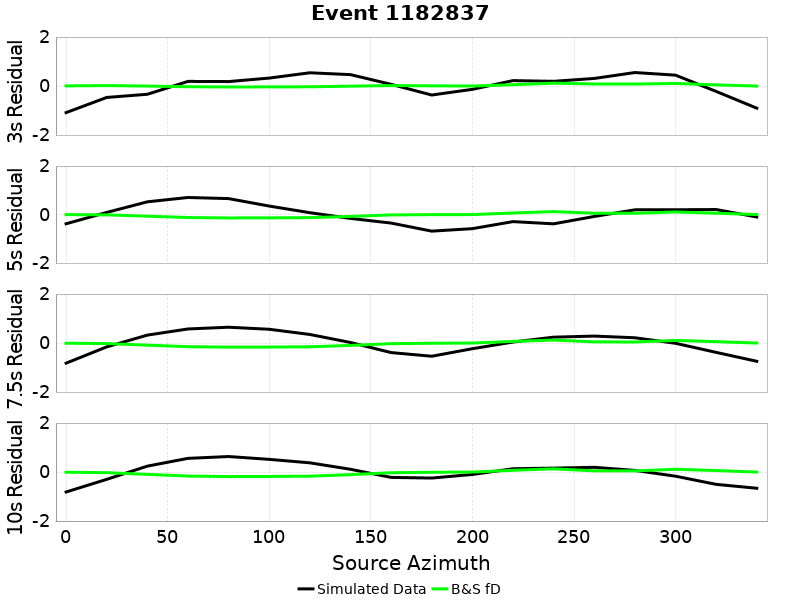 Event 1182837
3s Residual
2
0
-2
5s Residual
2
0
-2
7.5s Residual
2
0
-2
10s Residual
2
0
-2
0 50 100 150 200 250 300
Source Azimuth
Simulated Data B&S fD